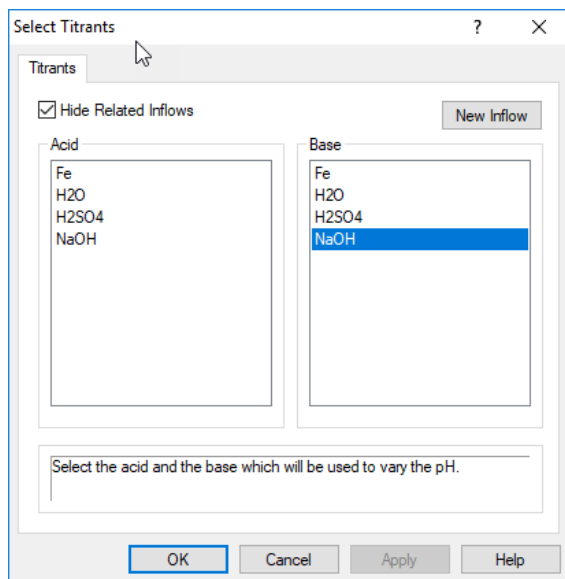 Select Titrants
?
Titrants
Hide Related Inflows
New Inflow
Acid
Fe
H2O
H2SO4
NaOH
Base
Fe
H2O
H2SO4
NaOH
Select the acid and the base which will be used to vary the pH.
OK
Cancel
Apply
Help